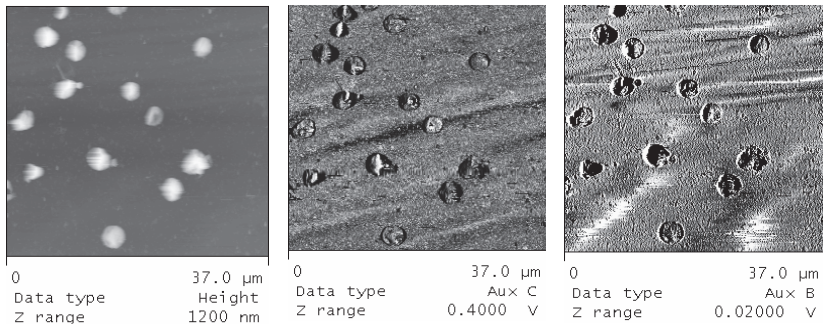 0 37.0 µm
Data type Height
Z range 1200 nm
0 37.0 µm
Data type Aux C
Z range 0.4000 V
0 37.0 µm
Data type Aux B
Z range 0.02000 V